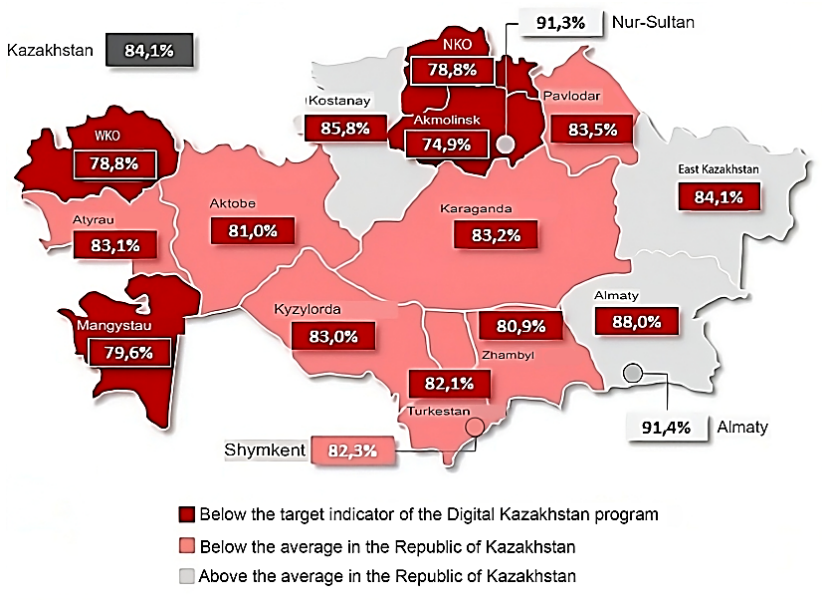 91,3% Nur-Sultan
Kazakhstan 84,1%
NKO
78,8%
Kostanay
85,8%
Akmolinsk
74,9%
Pavlodar
83,5%
WKO
78,8%
East Kazakhstan
84,1%
Atyrau
83,1%
Aktobe
81,0%
Karaganda
83,2%
Almaty
88,0%
Mangystau
79,6%
Kyzylorda
83,0%
80,9%
Zhambyl
82,1%
Turkestan
91,4% Almaty
Shymkent 82,3%
Below the target indicator of the Digital Kazakhstan program
Below the average in the Republic of Kazakhstan
Above the average in the Republic of Kazakhstan